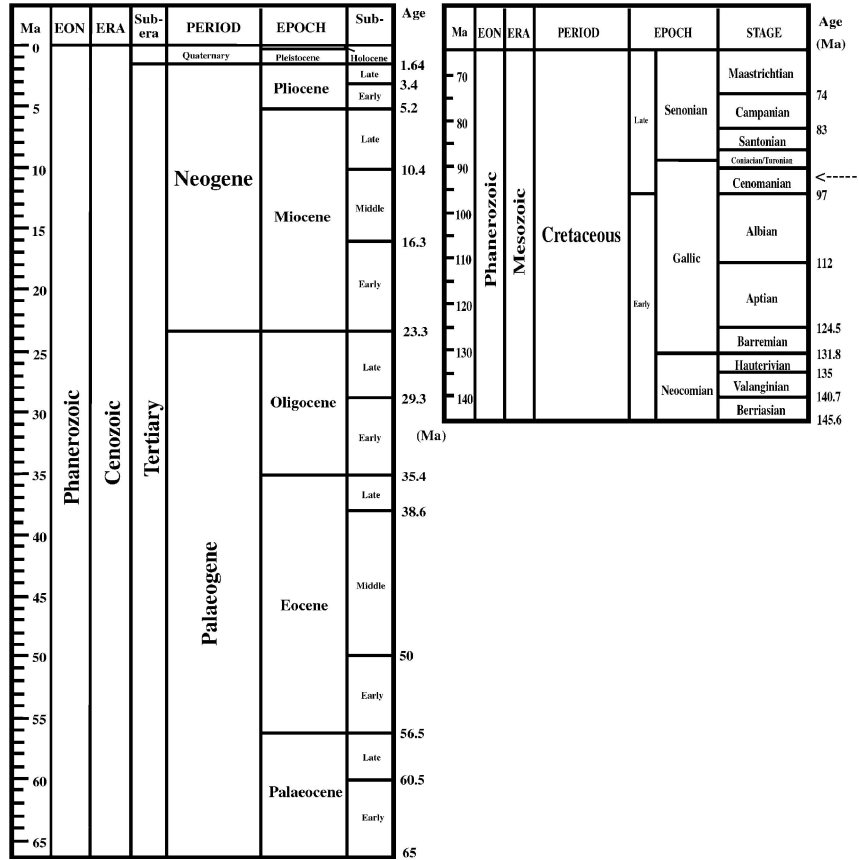 Ma EON ERA Sub-era PERIOD EPOCH Sub- Age
0
Quaternary Pleistocene Holocene
1.64
Pliocene Late
3.4
Early
5 5.2
Late
10 10.4
Neogene
Miocene Middle
15 16.3
Early
20
23.3
25
Late
Oligocene 29.3
30
Early
(Ma)
Phanerozoic Cenozoic Tertiary
35 35.4
Late
38.6
40
Palaeogene
Middle
Eocene
45
50 50
Early
55
56.5
Late
60 60.5
Palaeocene
Early
65 65
Ma EON ERA PERIOD EPOCH STAGE Age
(Ma)
Maastrichtian
70
74
Senonian Campanian
Late
80
83
Santonian
Coniacian/Turonian
90
Cenomanian <-----
97
100
Phanerozoic Mesozoic Cretaceous
Albian
Gallic
110 112
Early
Aptian
120
124.5
Barremian
130 131.8
Hauterivian
135
Neocomian Valanginian
140 140.7
Berriasian
145.6